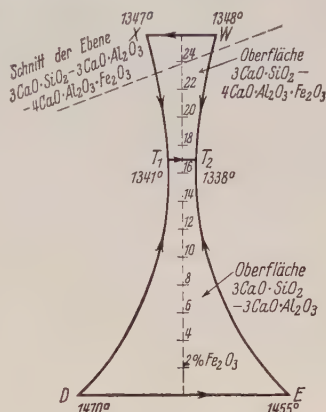 1347°
1348°
X
W
Schnitt der Ebene
3CaO·SiO₂–3CaO·Al₂O₃
–4CaO·Al₂O₃·Fe₂O₃
24
Oberfläche
3CaO·SiO₂–
4CaO·Al₂O₃·Fe₂O₃
22
20
18
T₁
T₂
16
1341°
1338°
14
12
10
Oberfläche
3CaO·SiO₂
–3CaO·Al₂O₃
8
6
4
2% Fe₂O₃
D
E
1470°
1455°